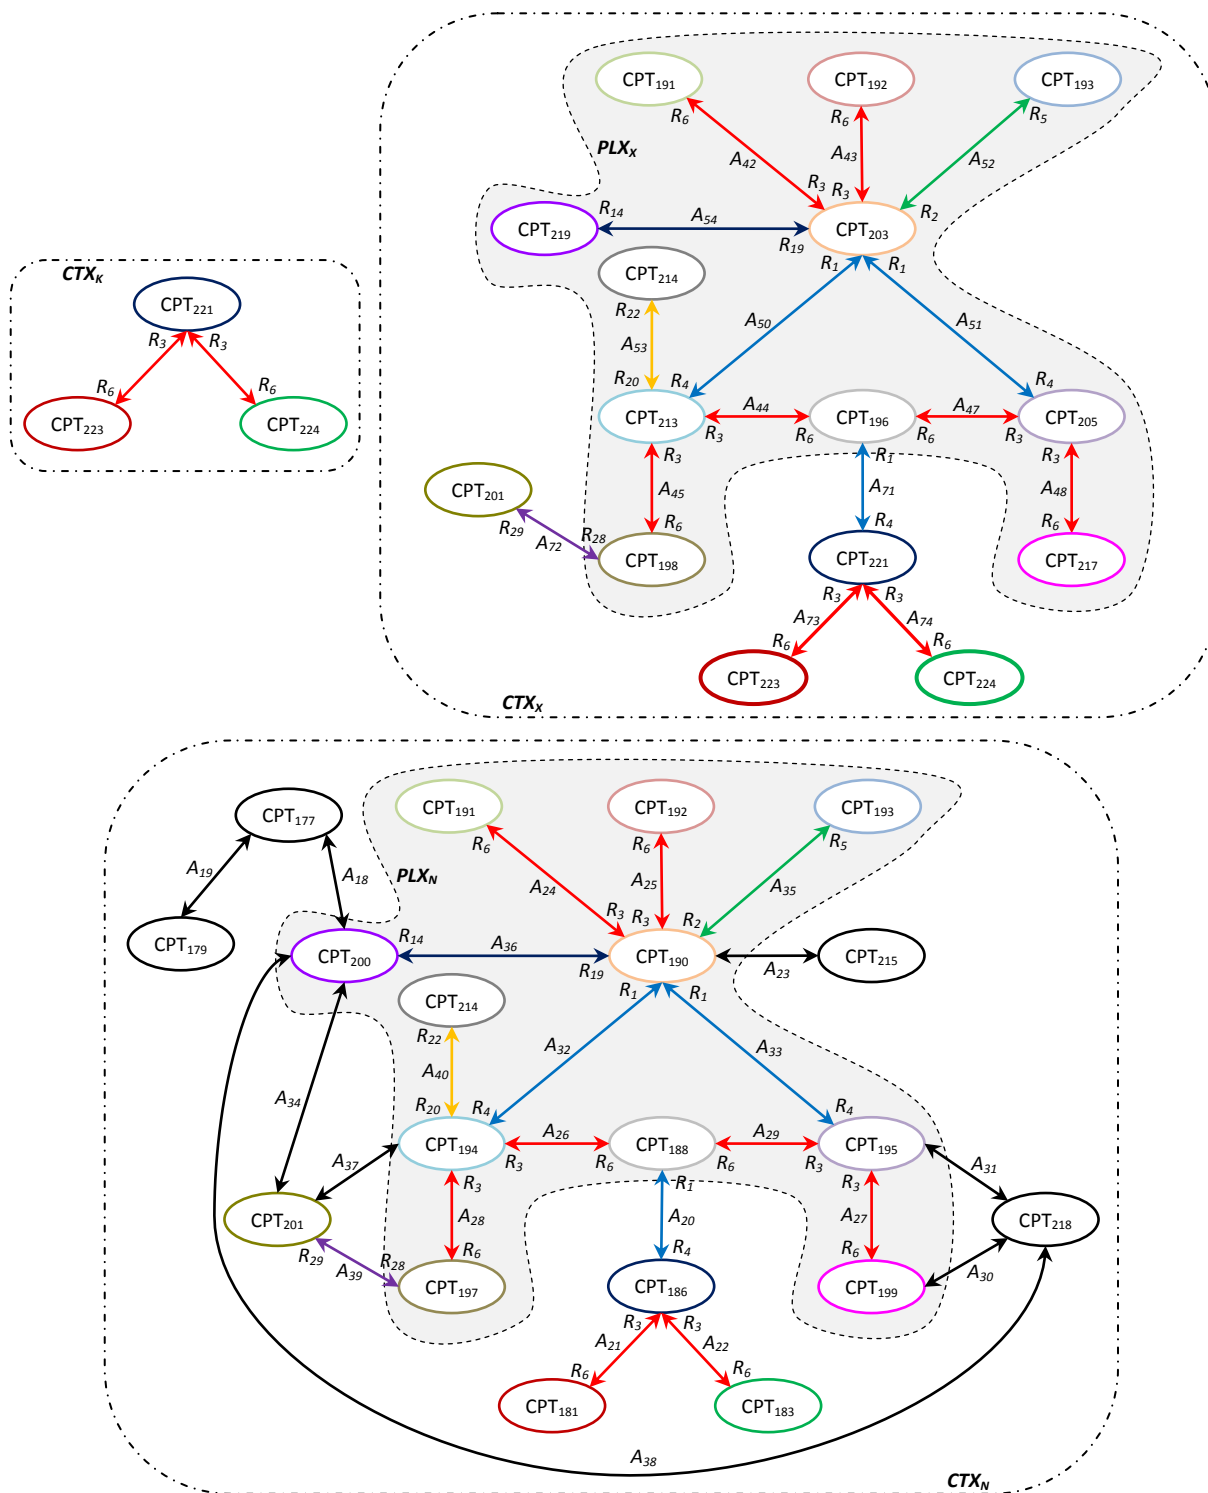 CPT191 CPT192 CPT193
R6 R6 R5
PLXX A42 A43 A52
R3 R3 R2
R14 A54
CPT219 R19 CPT203
CTXK CPT214 R1 R1
CPT221 R22 A50 A51
R3 R3 A53
R6 R6 R20 R4 R4
CPT223 CPT224 CPT213 A44 CPT196 A47 CPT205
R3 R6 R6 R3
R3 R1 R3
CPT201 A45 A71 A48
R29 A72 R28 R6 R4 R6
CPT198 CPT221 CPT217
R3 R3
A73 A74
R6 R6
CPT223 CPT224
CTXX
CPT191 CPT192 CPT193
CPT177
R6 R6 R5
A19 A18 PLXN A24 A25 A35
R3 R3 R2
CPT179 R14 A36
CPT200 R19 CPT190 A23 CPT215
CPT214 R1 R1
R22 A32 A33
A40
A34 R20 R4 R4
CPT194 A26 CPT188 A29 CPT195
A37 R3 R6 R6 R3 A31
R3 R1 R3
CPT201 A28 A20 A27 CPT218
R29 A39 R28 R6 R4 R6 A30
CPT197 CPT186 CPT199
R3 R3
A21 A22
R6 R6
CPT181 CPT183
A38
CTXN